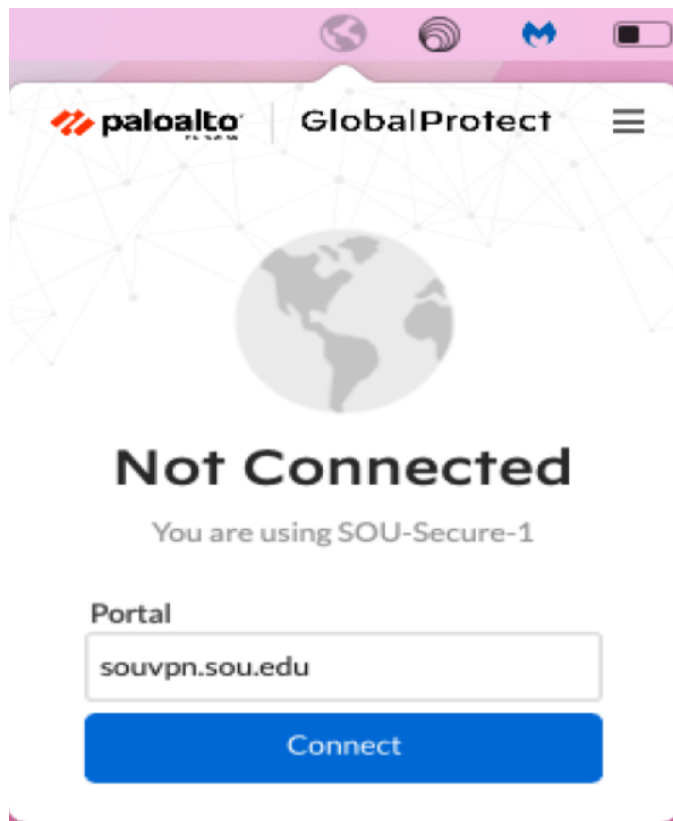 paloalto GlobalProtect
Not Connected
You are using SOU-Secure-1
Portal
souvpn.sou.edu
Connect